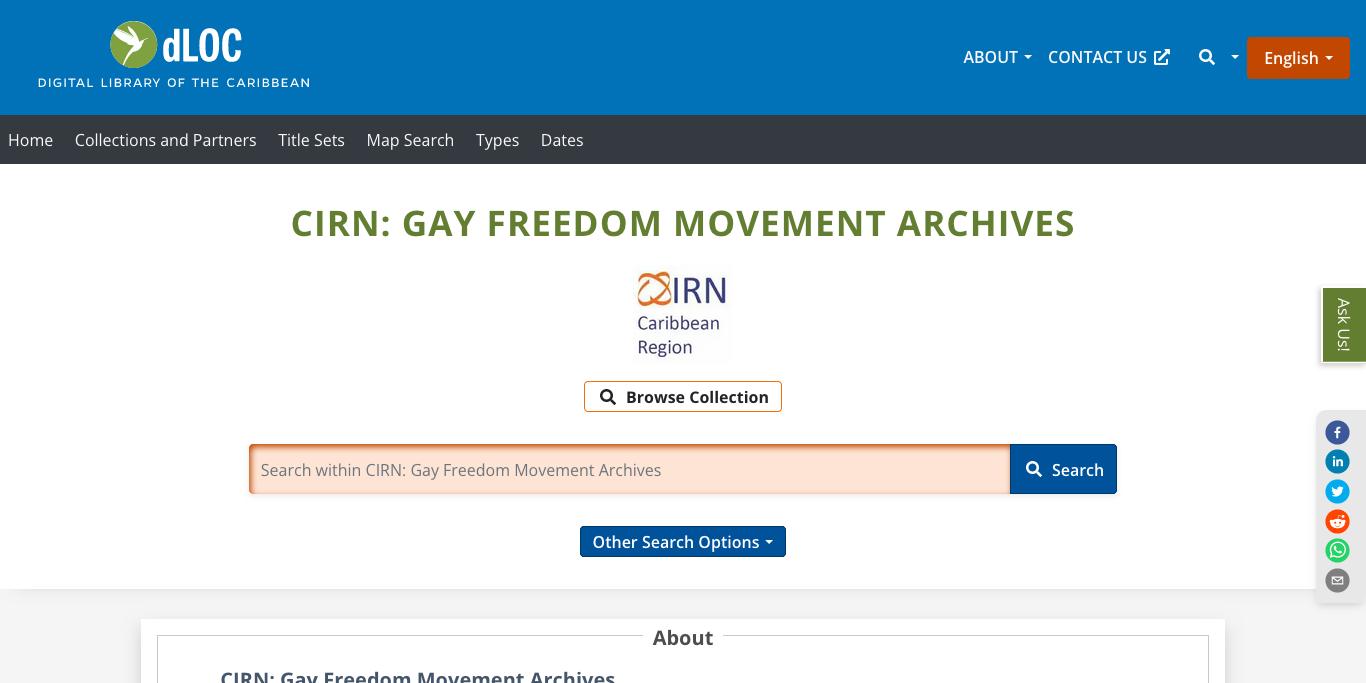 dLOC
DIGITAL LIBRARY OF THE CARIBBEAN
ABOUT
CONTACT US
English
Home
Collections and Partners
Title Sets
Map Search
Types
Dates
CIRN: GAY FREEDOM MOVEMENT ARCHIVES
CIRN
Caribbean
Region
Browse Collection
Search within CIRN: Gay Freedom Movement Archives
Search
Other Search Options
Ask Us!
About
CIRN: Gay Freedom Movement Archives